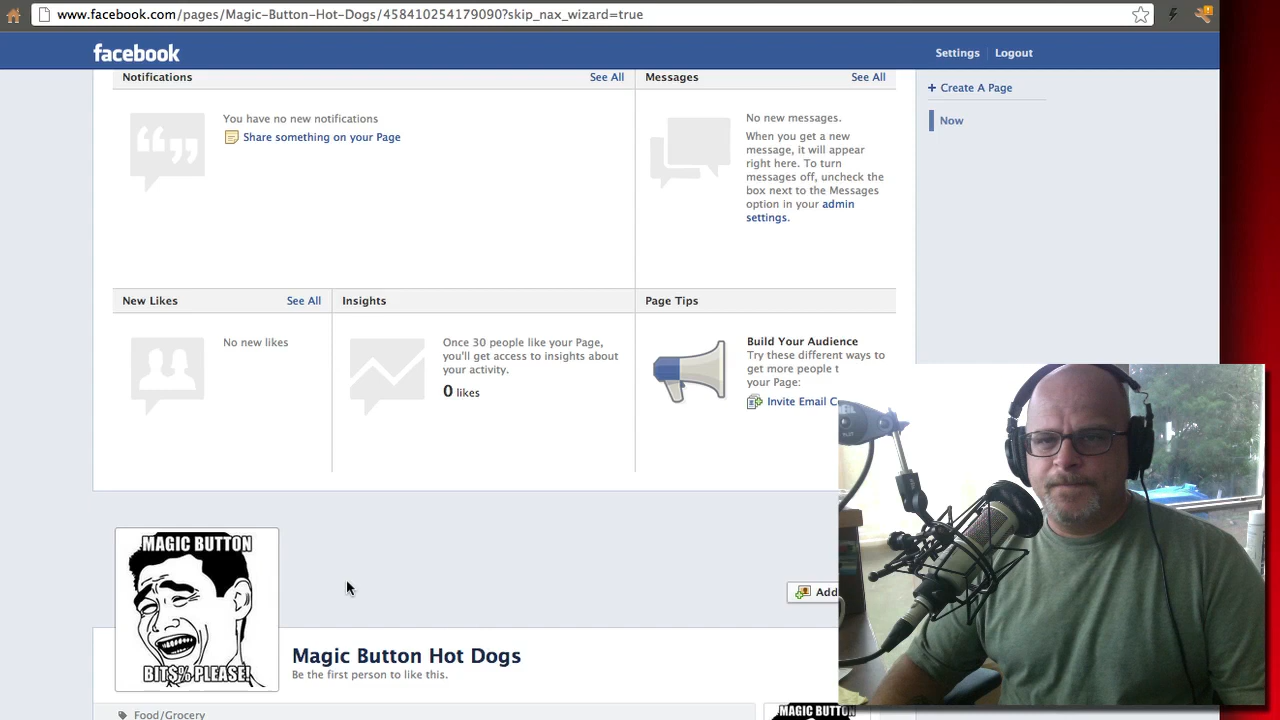 www.facebook.com/pages/Magic-Button-Hot-Dogs/458410254179090?skip_nax_wizard=true
facebook
Settings
Logout
Notifications
See All
Messages
See All
+ Create A Page
Now
You have no new notifications
Share something on your Page
No new messages.
When you get a new
message, it will appear
right here. To turn
messages off, uncheck the
box next to the Messages
option in your admin
settings.
New Likes
See All
Insights
Page Tips
No new likes
Once 30 people like your Page,
you'll get access to insights about
your activity.
0 likes
Build Your Audience
Try these different ways to
get more people t
your Page:
Invite Email C
MAGIC BUTTON
BITS% PLEASE!
Add
Magic Button Hot Dogs
Be the first person to like this.
Food/Grocery
MAGIC BUTTON